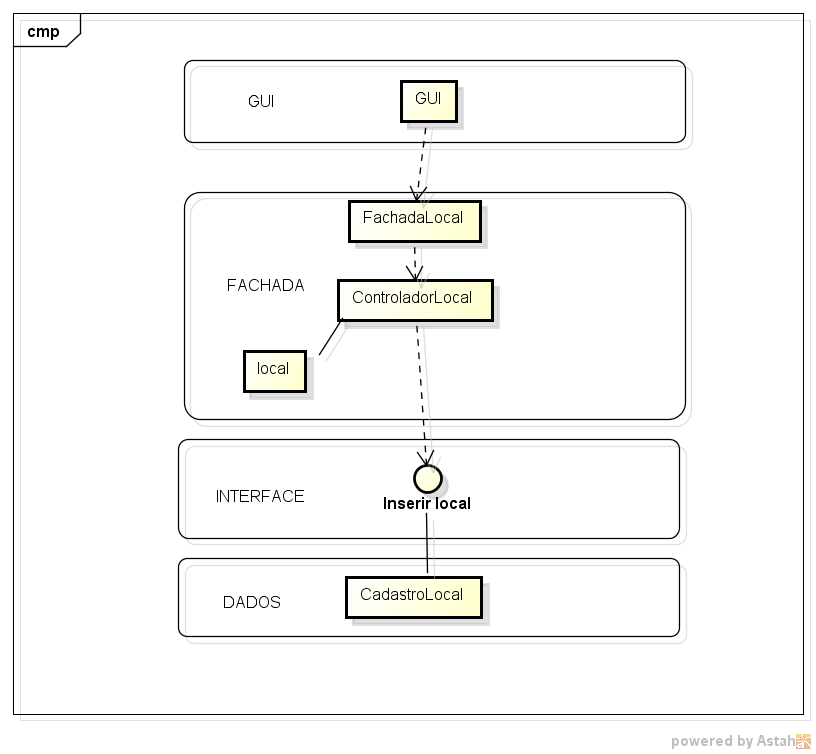 cmp
GUI
GUI
FachadaLocal
FACHADA
ControladorLocal
local
INTERFACE
Inserir local
DADOS
CadastroLocal
powered by Astah